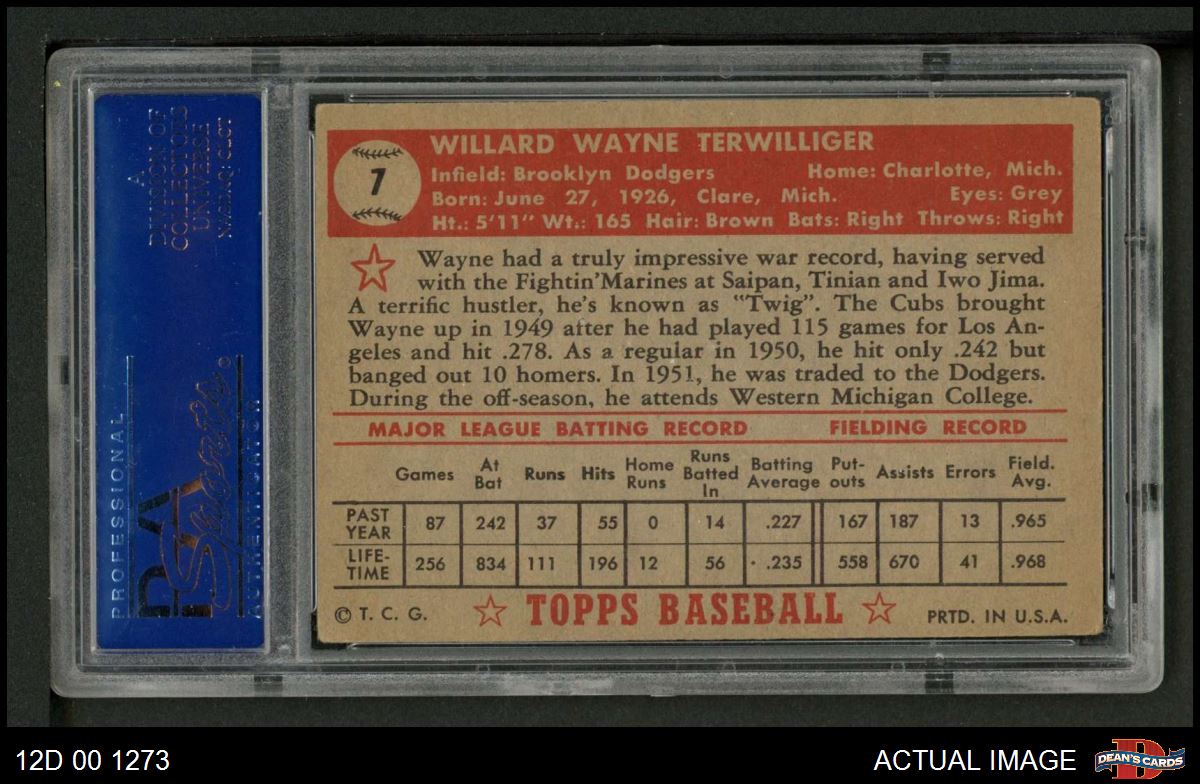 A
DIVISION OF
COLLECTORS
UNIVERSE
NASDAQ: CLCT
PROFESSIONAL
PSA
Sports
AUTHENTICATOR
7
WILLARD WAYNE TERWILLIGER
Infield: Brooklyn Dodgers Home: Charlotte, Mich.
Born: June 27, 1926, Clare, Mich. Eyes: Grey
Ht.: 5'11" Wt.: 165 Hair: Brown Bats: Right Throws: Right
Wayne had a truly impressive war record, having served
with the Fightin'Marines at Saipan, Tinian and Iwo Jima.
A terrific hustler, he's known as "Twig". The Cubs brought
Wayne up in 1949 after he had played 115 games for Los An-
geles and hit .278. As a regular in 1950, he hit only .242 but
banged out 10 homers. In 1951, he was traded to the Dodgers.
During the off-season, he attends Western Michigan College.
MAJOR LEAGUE BATTING RECORD FIELDING RECORD
Games At Bat Runs Hits Home Runs Runs Batted In Batting Average Put-outs Assists Errors Field. Avg.
PAST YEAR 87 242 37 55 0 14 .227 167 187 13 .965
LIFE-TIME 256 834 111 196 12 56 .235 558 670 41 .968
© T. C. G. TOPPS BASEBALL PRTD. IN U.S.A.
12D 00 1273 ACTUAL IMAGE DEAN'S CARDS